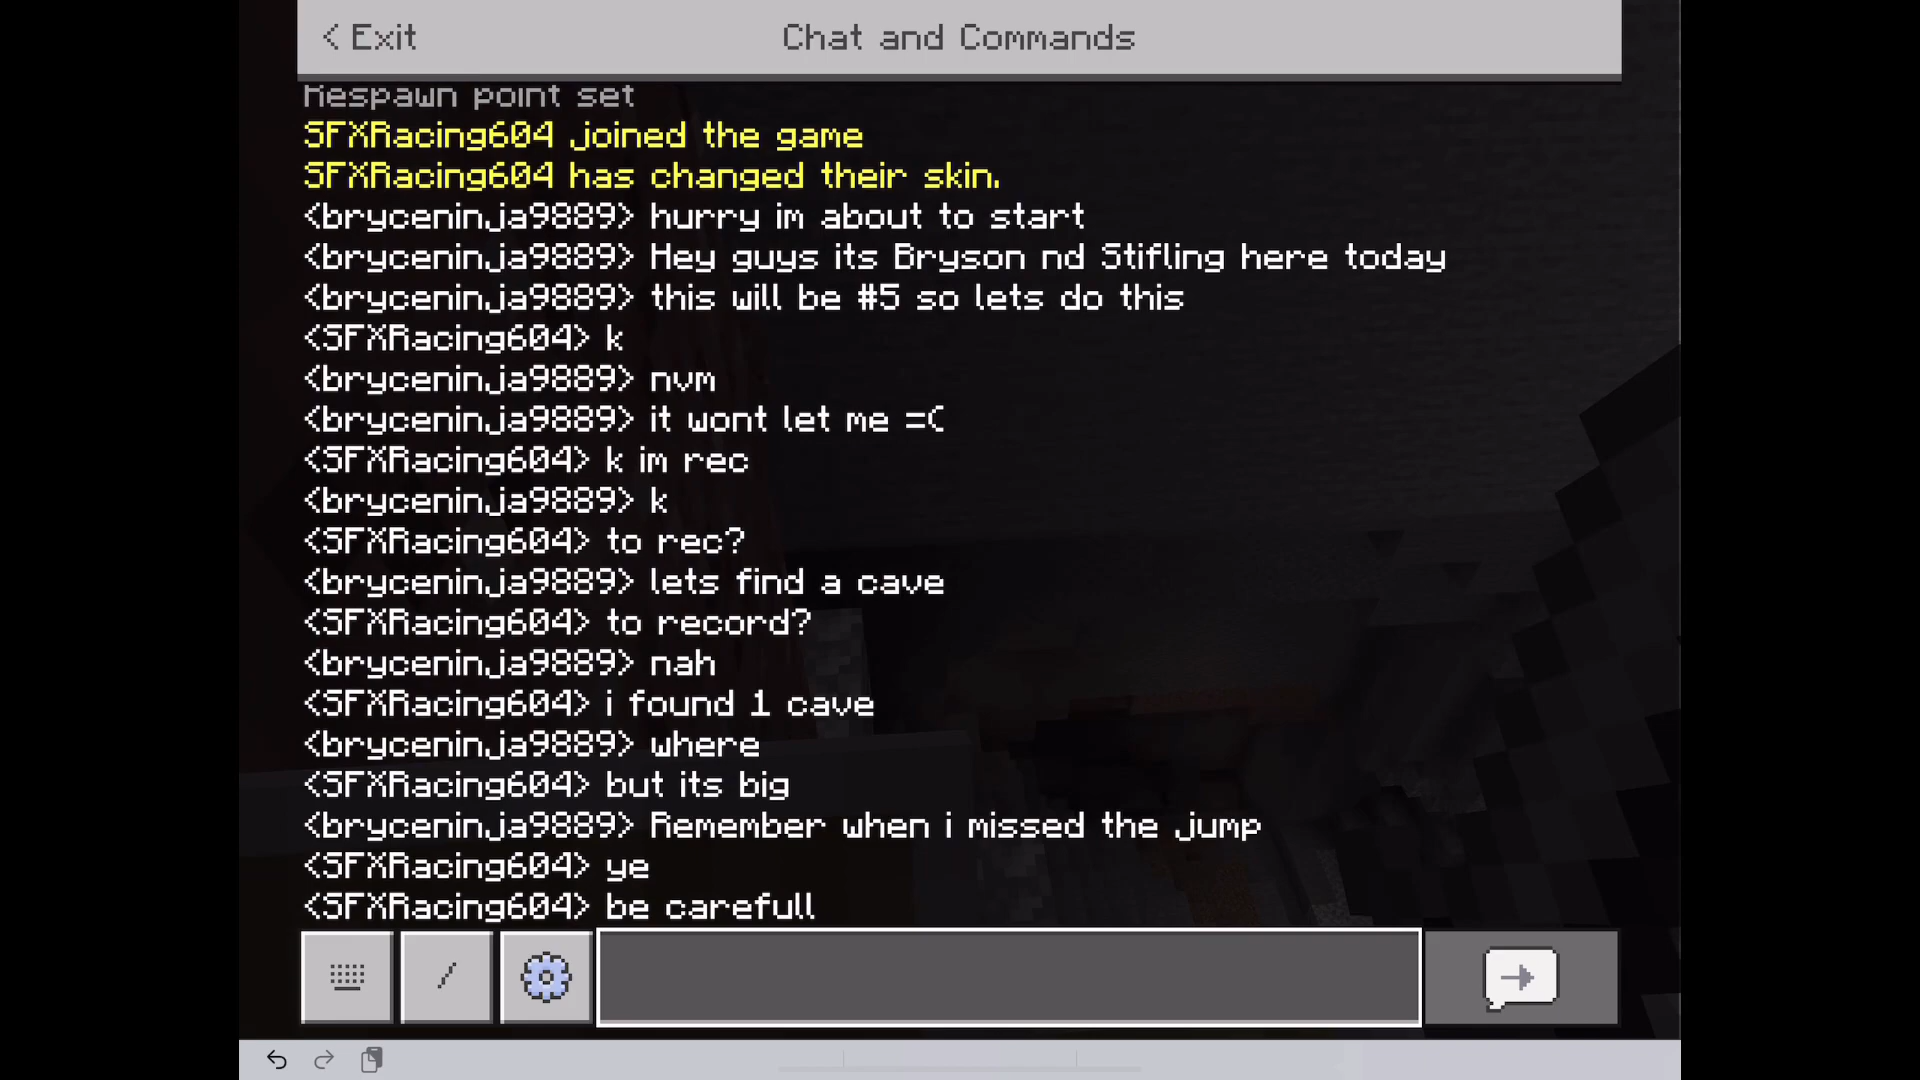 < Exit
Chat and Commands
Respawn point set
SFXRacing604 joined the game
SFXRacing604 has changed their skin.
<bryceninja9889> hurry im about to start
<bryceninja9889> Hey guys its Bryson nd Stifling here today
<bryceninja9889> this will be #5 so lets do this
<SFXRacing604> k
<bryceninja9889> nvm
<bryceninja9889> it wont let me =(
<SFXRacing604> k im rec
<bryceninja9889> k
<SFXRacing604> to rec?
<bryceninja9889> lets find a cave
<SFXRacing604> to record?
<bryceninja9889> nah
<SFXRacing604> i found 1 cave
<bryceninja9889> where
<SFXRacing604> but its big
<bryceninja9889> Remember when i missed the jump
<SFXRacing604> ye
<SFXRacing604> be carefull
/